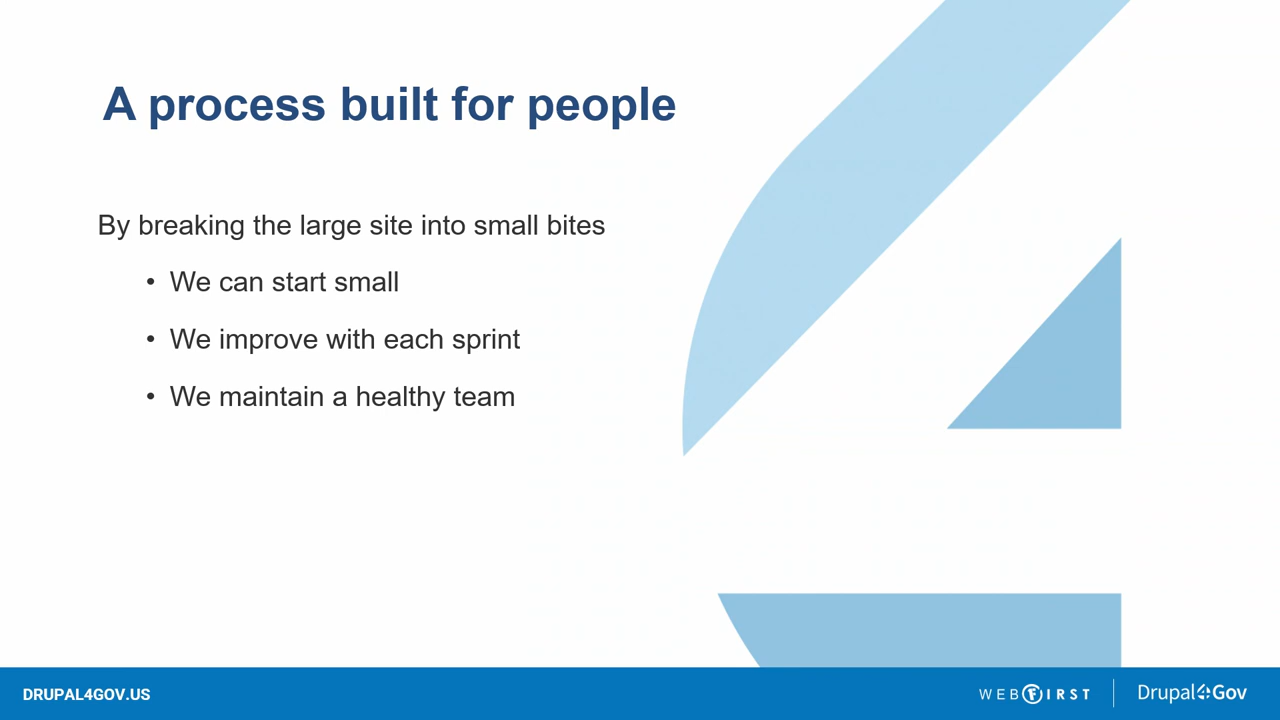 A process built for people
By breaking the large site into small bites
• We can start small
• We improve with each sprint
• We maintain a healthy team
DRUPAL4GOV.US
WEBFIRST
Drupal4Gov